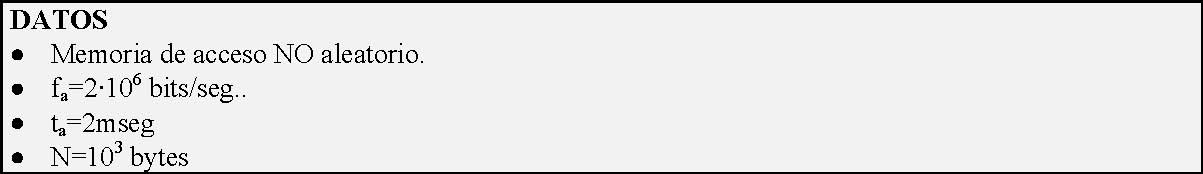 DATOS
● Memoria de acceso NO aleatorio.
● fₐ=2·10⁶ bits/seg..
● tₐ=2mseg
● N=10³ bytes